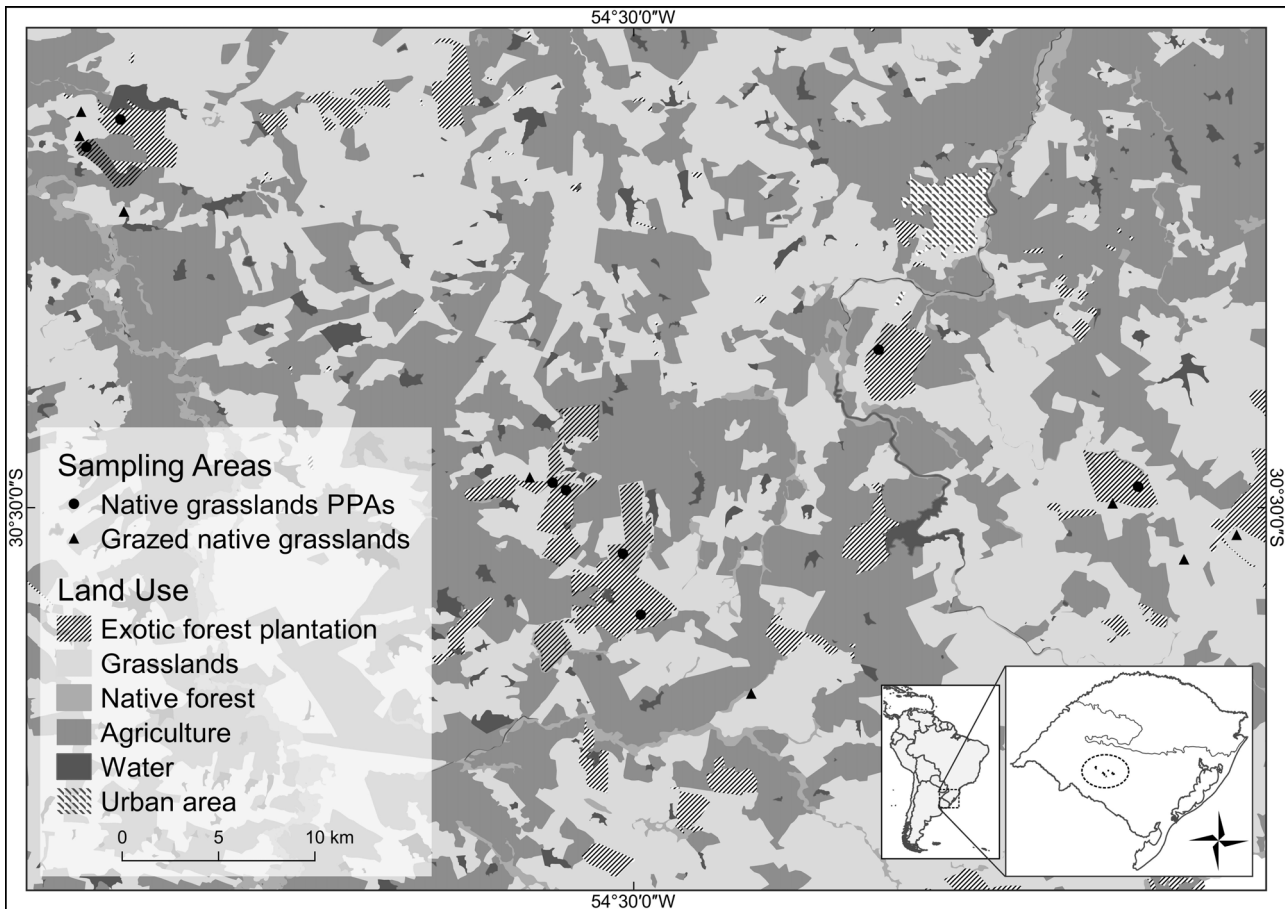 54°30'0"W
30°30'0"S
30°30'0"S
Sampling Areas
Native grasslands PPAs
Grazed native grasslands
Land Use
Exotic forest plantation
Grasslands
Native forest
Agriculture
Water
Urban area
0 5 10 km
54°30'0"W